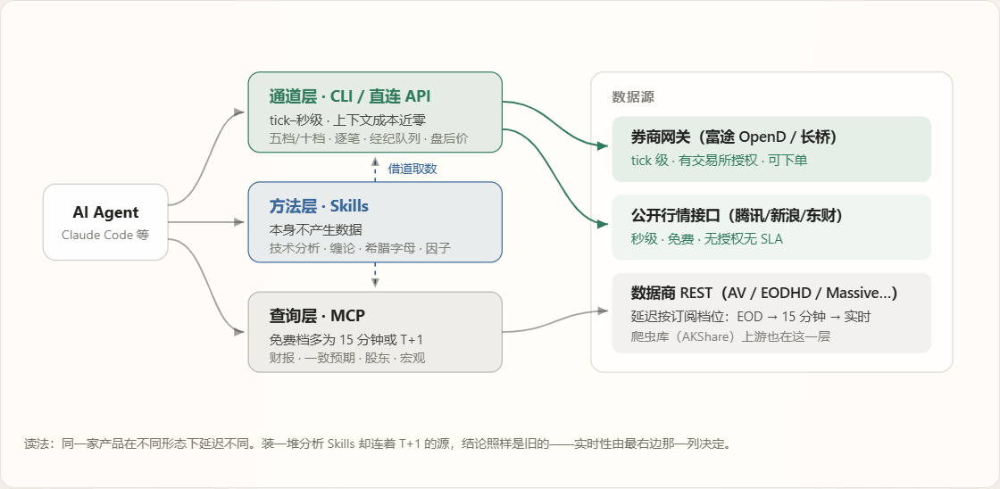 AI Agent
Claude Code 等
通道层 · CLI / 直连 API
tick–秒级 · 上下文成本近零
五档/十档 · 逐笔 · 经纪队列 · 盘后价
借道取数
方法层 · Skills
本身不产生数据
技术分析 · 缠论 · 希腊字母 · 因子
查询层 · MCP
免费档多为 15 分钟或 T+1
财报 · 一致预期 · 股东 · 宏观
数据源
券商网关（富途 OpenD / 长桥）
tick 级 · 有交易所授权 · 可下单
公开行情接口（腾讯/新浪/东财）
秒级 · 免费 · 无授权无 SLA
数据商 REST（AV / EODHD / Massive…）
延迟按订阅档位：EOD → 15 分钟 → 实时
爬虫库（AKShare）上游也在这一层
读法：同一家产品在不同形态下延迟不同。装一堆分析 Skills 却连着 T+1 的源，结论照样是旧的——实时性由最右边那一列决定。